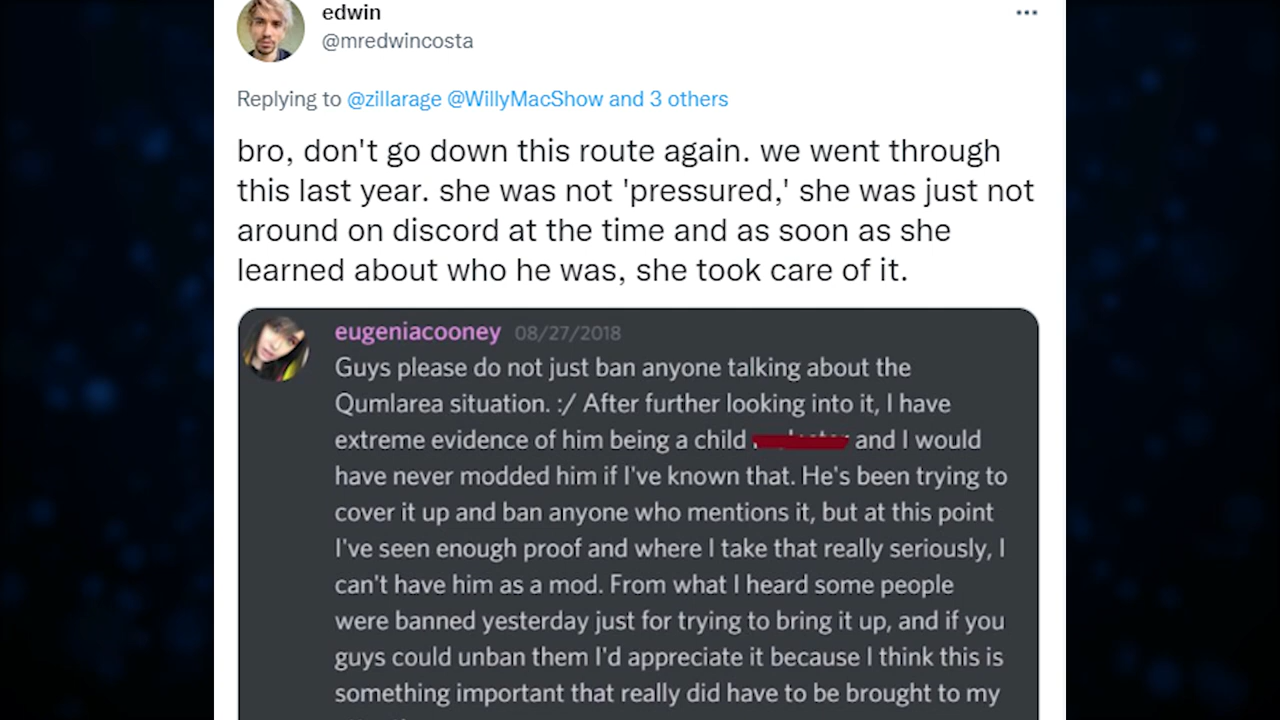 edwin
@mredwincosta
Replying to @zillarage @WillyMacShow and 3 others
bro, don't go down this route again. we went through
this last year. she was not 'pressured,' she was just not
around on discord at the time and as soon as she
learned about who he was, she took care of it.
eugeniacooney 08/27/2018
Guys please do not just ban anyone talking about the
Qumlarea situation. :/ After further looking into it, I have
extreme evidence of him being a child and I would
have never modded him if I've known that. He's been trying to
cover it up and ban anyone who mentions it, but at this point
I've seen enough proof and where I take that really seriously, I
can't have him as a mod. From what I heard some people
were banned yesterday just for trying to bring it up, and if you
guys could unban them I'd appreciate it because I think this is
something important that really did have to be brought to my